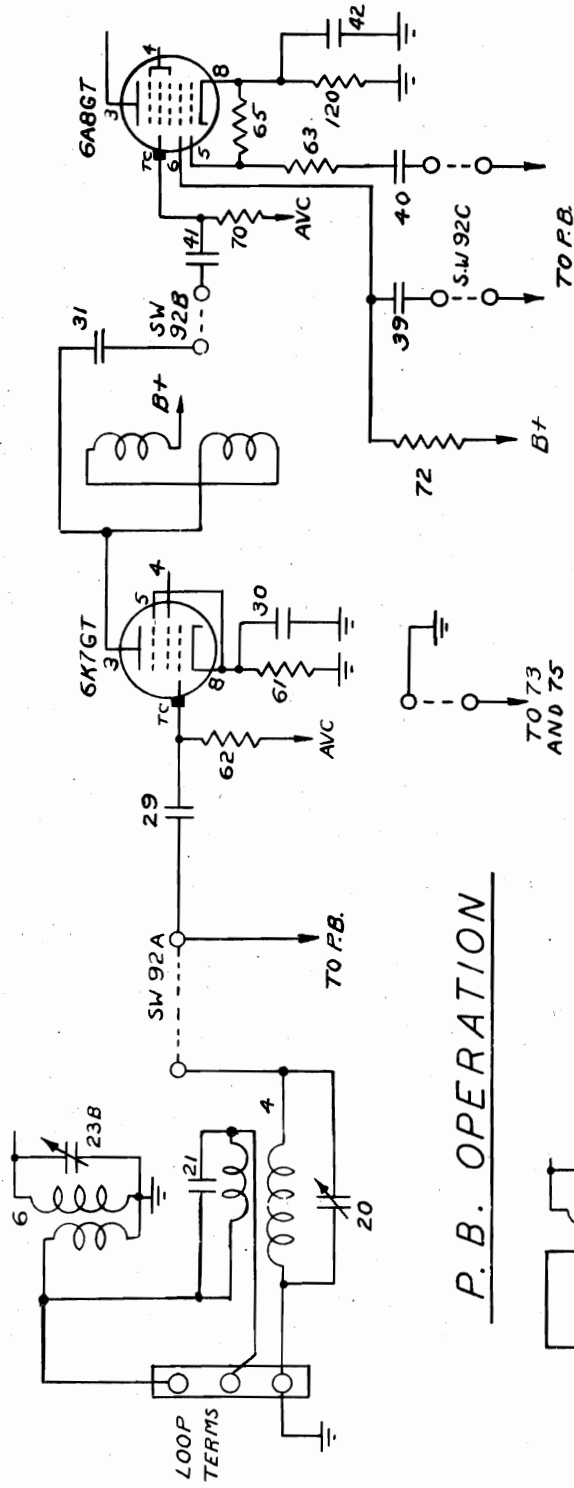 6
23B
21
4
20
LOOP
TERMS
SW 92A
TO P.B.
29
62
AVC
6K7GT
3
5
4
TC
8
61
30
B+
31
SW
92B
41
70
AVC
6A8GT
3
4
TC
6
5
8
65
63
120
42
40
39
S.W 92C
TO P.B.
72
B+
TO 73
AND 75
P.B. OPERATION